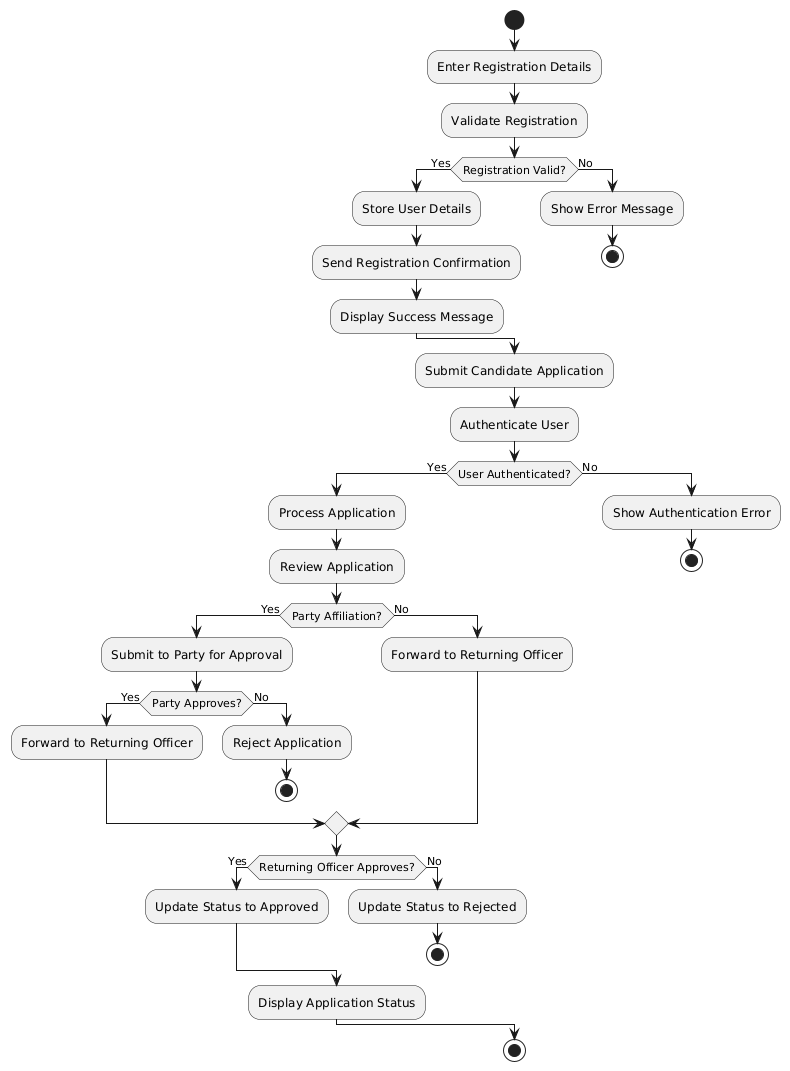 Enter Registration Details
Validate Registration
Yes
Registration Valid?
No
Store User Details
Show Error Message
Send Registration Confirmation
Display Success Message
Submit Candidate Application
Authenticate User
Yes
User Authenticated?
No
Process Application
Show Authentication Error
Review Application
Yes
Party Affiliation?
No
Submit to Party for Approval
Forward to Returning Officer
Yes
Party Approves?
No
Forward to Returning Officer
Reject Application
Yes
Returning Officer Approves?
No
Update Status to Approved
Update Status to Rejected
Display Application Status